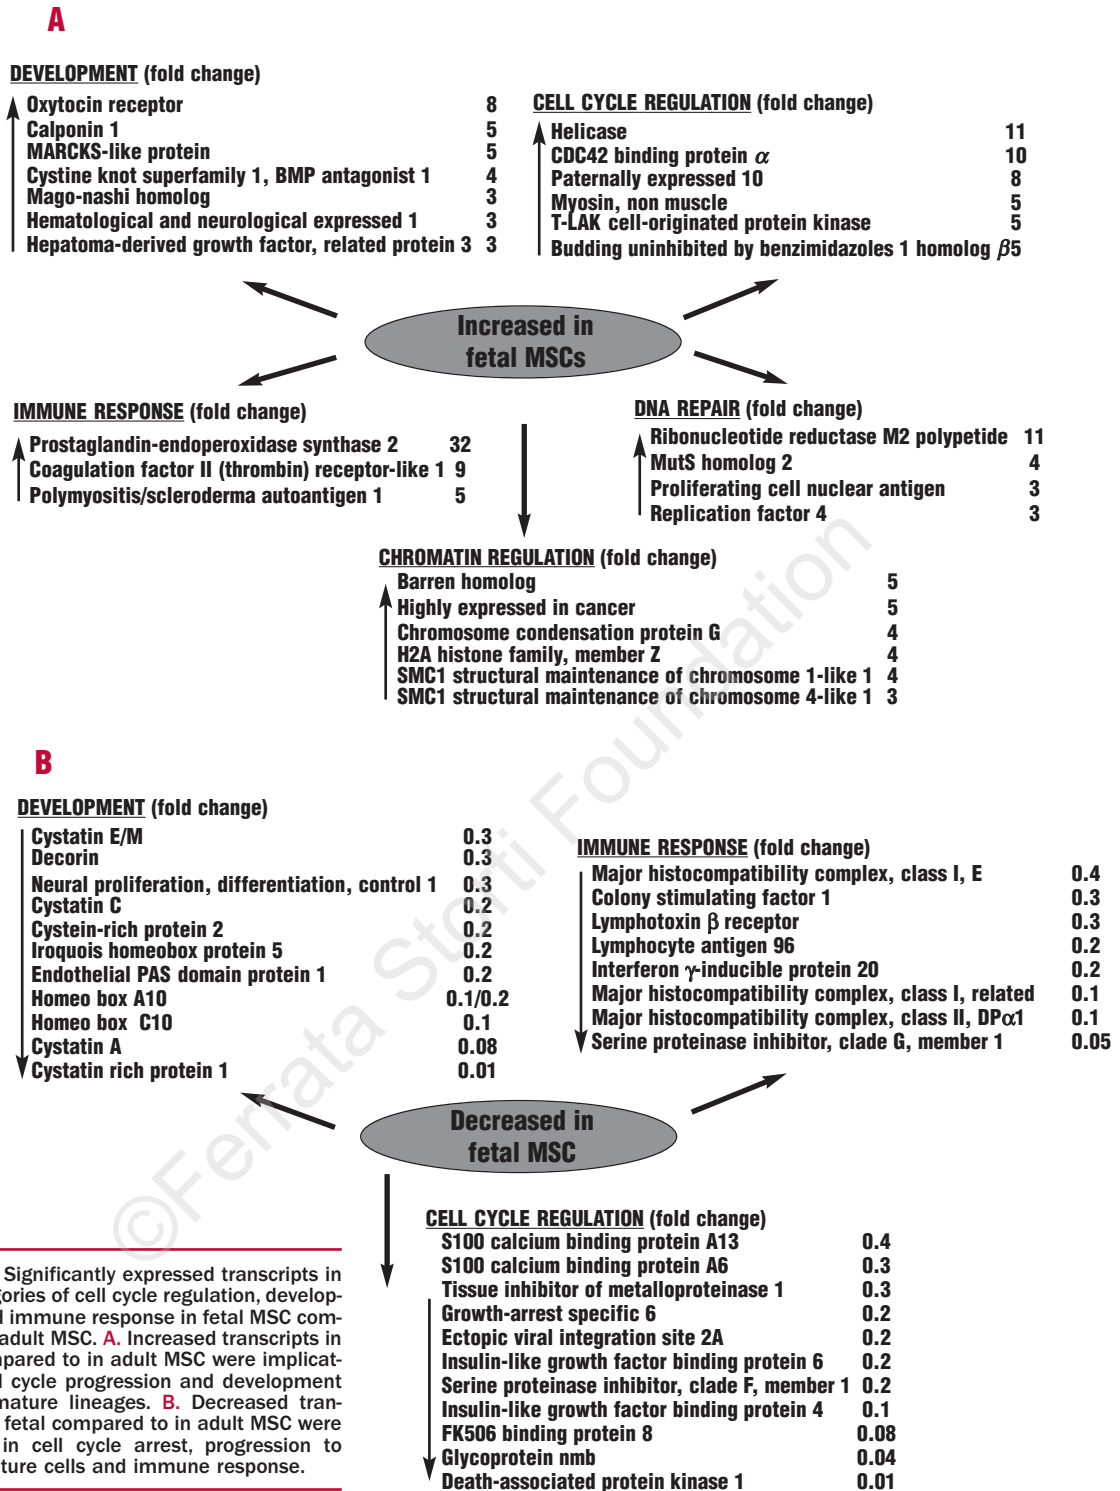 A
DEVELOPMENT (fold change)
Oxytocin receptor 8
Calponin 1 5
MARCKS-like protein 5
Cystine knot superfamily 1, BMP antagonist 1 4
Mago-nashi homolog 3
Hematological and neurological expressed 1 3
Hepatoma-derived growth factor, related protein 3 3
CELL CYCLE REGULATION (fold change)
Helicase 11
CDC42 binding protein α 10
Paternally expressed 10 8
Myosin, non muscle 5
T-LAK cell-originated protein kinase 5
Budding uninhibited by benzimidazoles 1 homolog β5
Increased in
fetal MSCs
IMMUNE RESPONSE (fold change)
Prostaglandin-endoperoxidase synthase 2 32
Coagulation factor II (thrombin) receptor-like 1 9
Polymyositis/scleroderma autoantigen 1 5
DNA REPAIR (fold change)
Ribonucleotide reductase M2 polypetide 11
MutS homolog 2 4
Proliferating cell nuclear antigen 3
Replication factor 4 3
CHROMATIN REGULATION (fold change)
Barren homolog 5
Highly expressed in cancer 5
Chromosome condensation protein G 4
H2A histone family, member Z 4
SMC1 structural maintenance of chromosome 1-like 1 4
SMC1 structural maintenance of chromosome 4-like 1 3
B
DEVELOPMENT (fold change)
Cystatin E/M 0.3
Decorin 0.3
Neural proliferation, differentiation, control 1 0.3
Cystatin C 0.2
Cystein-rich protein 2 0.2
Iroquois homeobox protein 5 0.2
Endothelial PAS domain protein 1 0.2
Homeo box A10 0.1/0.2
Homeo box C10 0.1
Cystatin A 0.08
Cystatin rich protein 1 0.01
IMMUNE RESPONSE (fold change)
Major histocompatibility complex, class I, E 0.4
Colony stimulating factor 1 0.3
Lymphotoxin β receptor 0.3
Lymphocyte antigen 96 0.2
Interferon γ-inducible protein 20 0.2
Major histocompatibility complex, class I, related 0.1
Major histocompatibility complex, class II, DPα1 0.1
Serine proteinase inhibitor, clade G, member 1 0.05
Decreased in
fetal MSC
CELL CYCLE REGULATION (fold change)
S100 calcium binding protein A13 0.4
S100 calcium binding protein A6 0.3
Tissue inhibitor of metalloproteinase 1 0.3
Growth-arrest specific 6 0.2
Ectopic viral integration site 2A 0.2
Insulin-like growth factor binding protein 6 0.2
Serine proteinase inhibitor, clade F, member 1 0.2
Insulin-like growth factor binding protein 4 0.1
FK506 binding protein 8 0.08
Glycoprotein nmb 0.04
Death-associated protein kinase 1 0.01
Significantly expressed transcripts in
gories of cell cycle regulation, develop-
d immune response in fetal MSC com-
adult MSC. A. Increased transcripts in
npared to in adult MSC were implicat-
l cycle progression and development
nature lineages. B. Decreased tran-
fetal compared to in adult MSC were
in cell cycle arrest, progression to
ture cells and immune response.
©Ferrata Storti Foundation